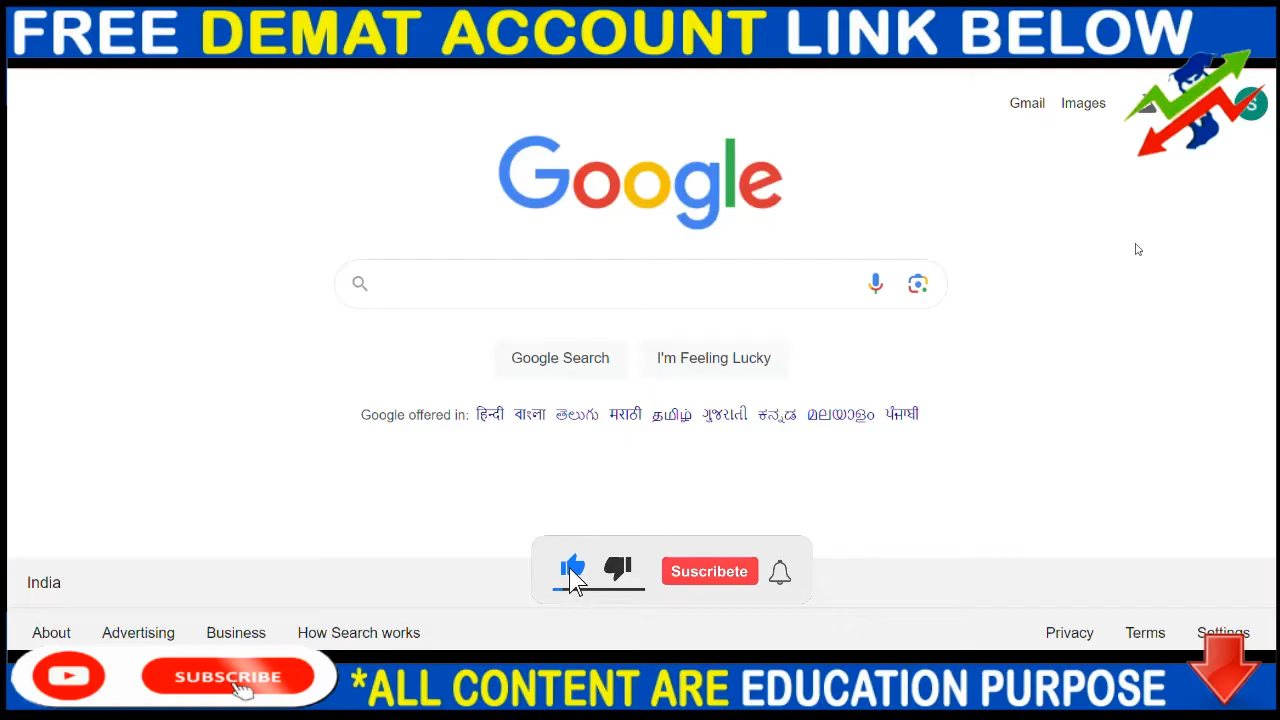 FREE DEMAT ACCOUNT LINK BELOW
Gmail Images
S
Google
Google Search I'm Feeling Lucky
Google offered in: हिन्दी বাংলা తెలుగు मराठी தமிழ் ગુજરાતી ಕನ್ನಡ മലയാളം ਪੰਜਾਬੀ
Suscribete
India
About Advertising Business How Search works Privacy Terms Settings
SUBSCRIBE
*ALL CONTENT ARE EDUCATION PURPOSE